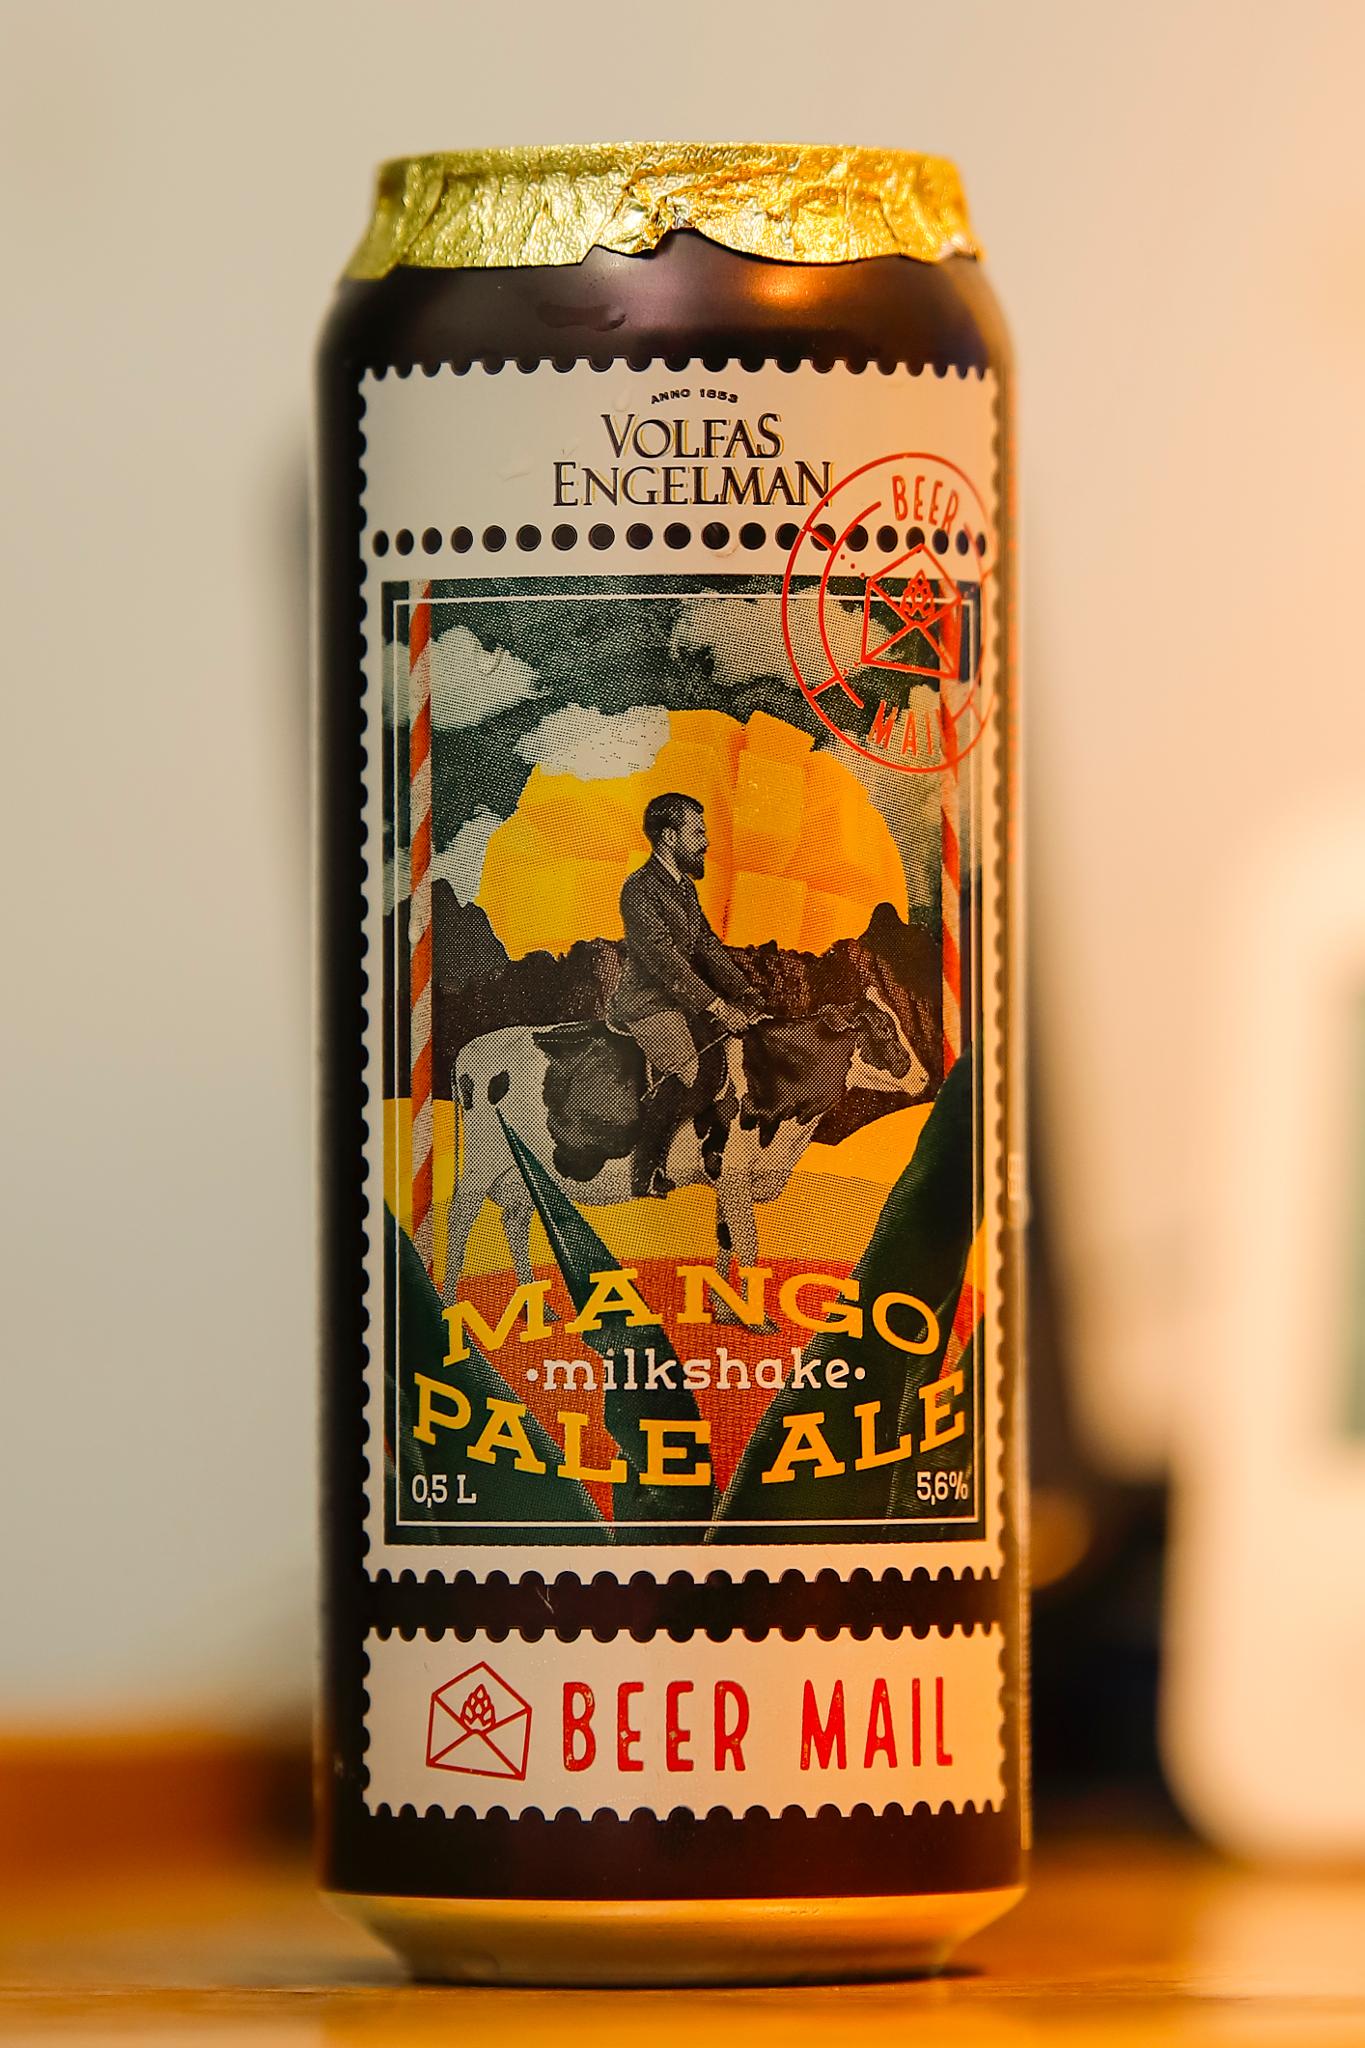 ANNO 1853
VOLFAS
ENGELMAN
BEER
MAIL
MANGO
·milkshake·
PALE ALE
0,5 L
5,6%
BEER MAIL